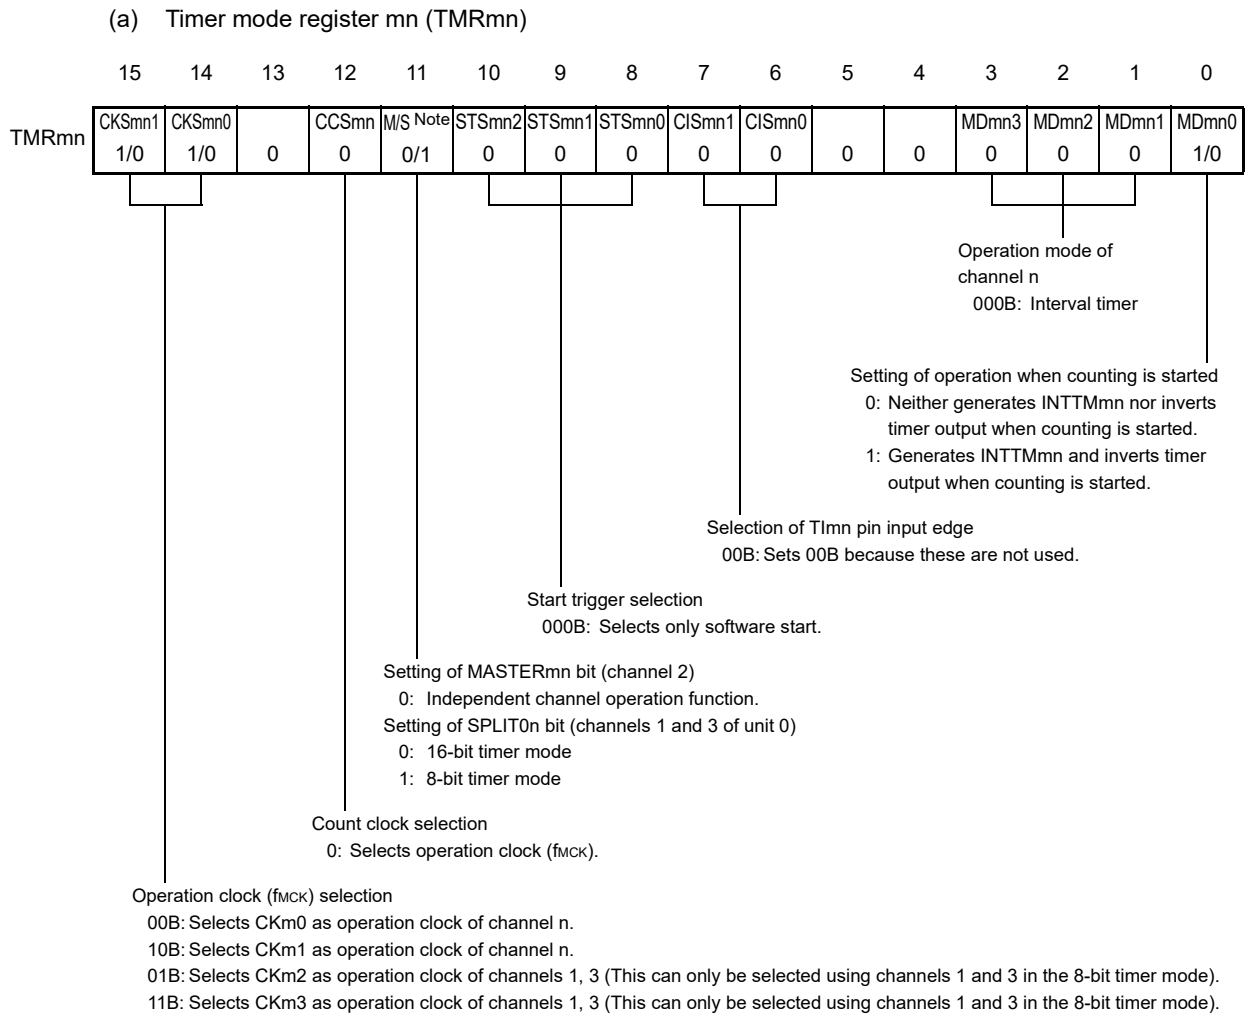 (a) Timer mode register mn (TMRmn)
15 14 13 12 11 10 9 8 7 6 5 4 3 2 1 0
TMRmn
CKSmn1 CKSmn0 CCSmn M/S Note STSmn2 STSmn1 STSmn0 CISmn1 CISmn0 MDmn3 MDmn2 MDmn1 MDmn0
1/0 1/0 0 0 0/1 0 0 0 0 0 0 0 0 0 0 1/0
Operation mode of
channel n
000B: Interval timer
Setting of operation when counting is started
0: Neither generates INTTMmn nor inverts
timer output when counting is started.
1: Generates INTTMmn and inverts timer
output when counting is started.
Selection of TImn pin input edge
00B: Sets 00B because these are not used.
Start trigger selection
000B: Selects only software start.
Setting of MASTERmn bit (channel 2)
0: Independent channel operation function.
Setting of SPLIT0n bit (channels 1 and 3 of unit 0)
0: 16-bit timer mode
1: 8-bit timer mode
Count clock selection
0: Selects operation clock (fMCK).
Operation clock (fMCK) selection
00B: Selects CKm0 as operation clock of channel n.
10B: Selects CKm1 as operation clock of channel n.
01B: Selects CKm2 as operation clock of channels 1, 3 (This can only be selected using channels 1 and 3 in the 8-bit timer mode).
11B: Selects CKm3 as operation clock of channels 1, 3 (This can only be selected using channels 1 and 3 in the 8-bit timer mode).